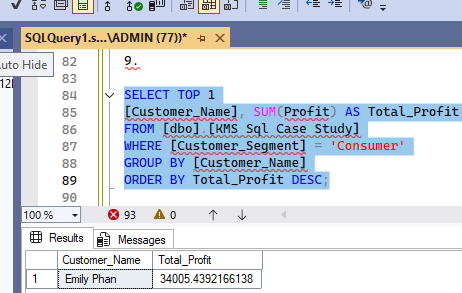 SQLQuery1.s...\ADMIN (77))*
uto Hide
82 9.
83
84 SELECT TOP 1
85 [Customer_Name], SUM(Profit) AS Total_Profit
86 FROM [dbo].[KMS Sql Case Study]
87 WHERE [Customer_Segment] = 'Consumer'
88 GROUP BY [Customer_Name]
89 ORDER BY Total_Profit DESC;
90
100 % 93 0
Results Messages
Customer_Name Total_Profit
1 Emily Phan 34005.4392166138